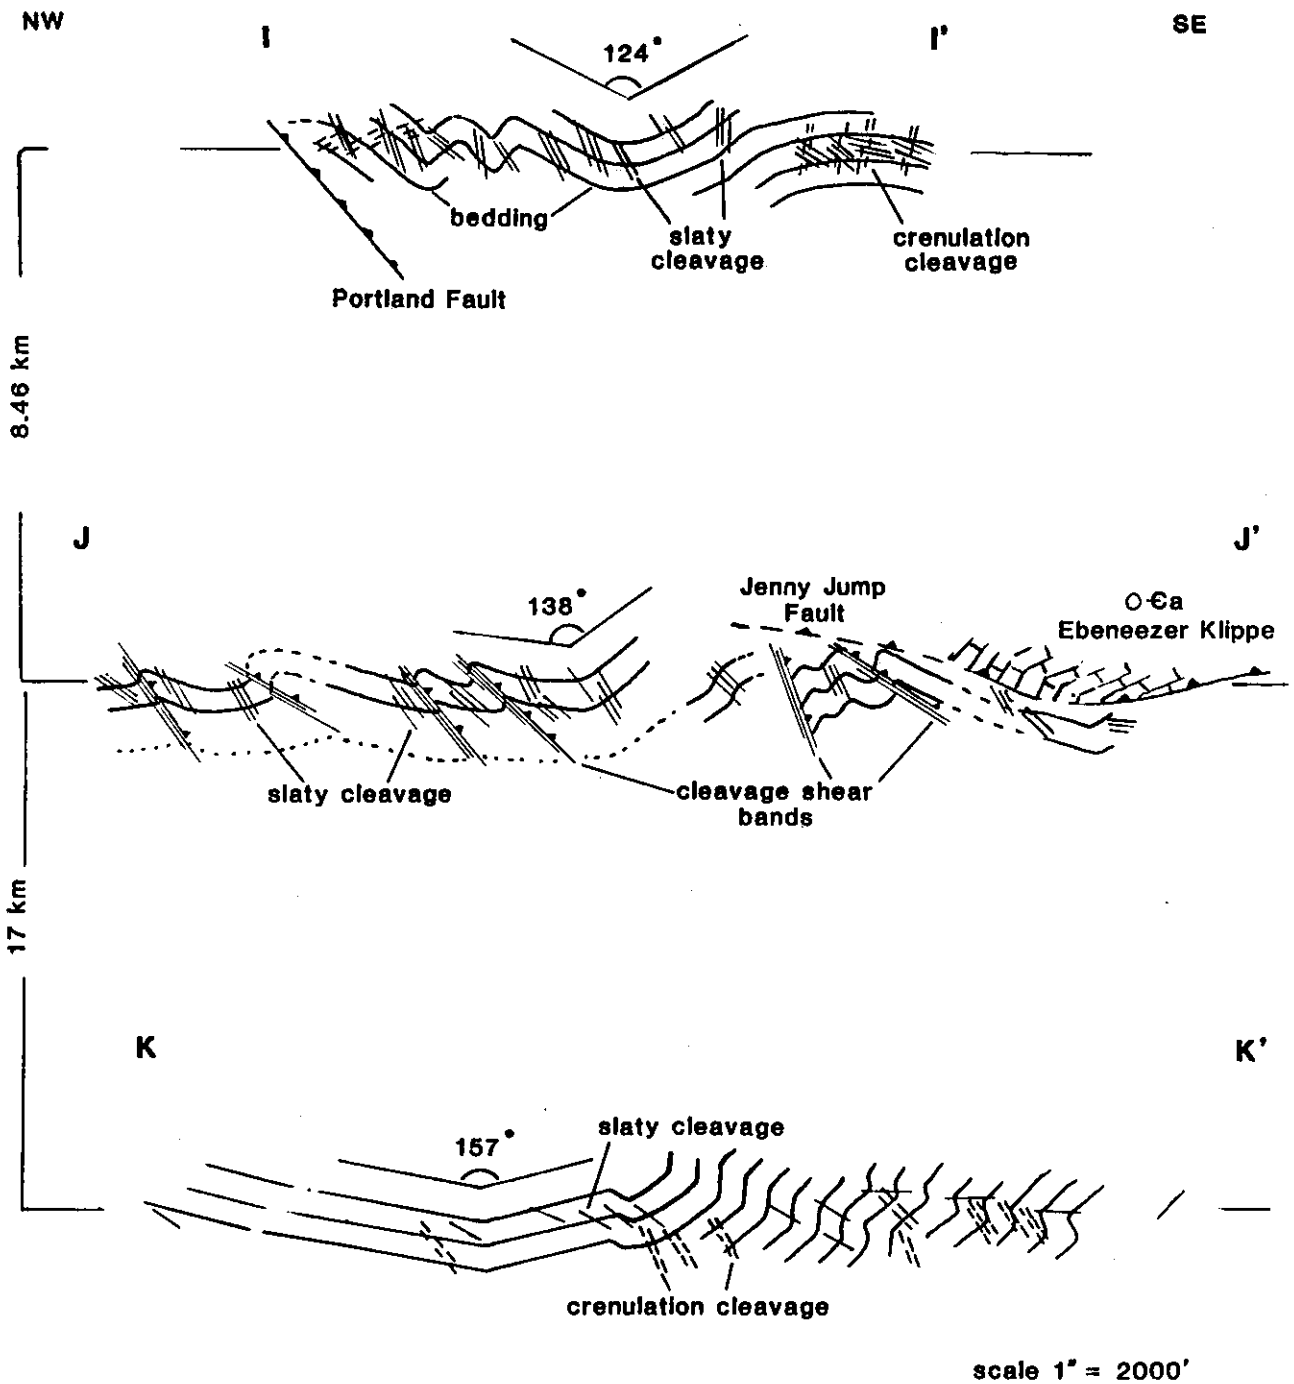 NW
SE
I
I'
124°
bedding
slaty
cleavage
crenulation
cleavage
Portland Fault
8.46 km
J
J'
138°
Jenny Jump
Fault
O-Єa
Ebeneezer Klippe
slaty cleavage
cleavage shear
bands
17 km
K
K'
157°
slaty cleavage
crenulation cleavage
scale 1" = 2000'